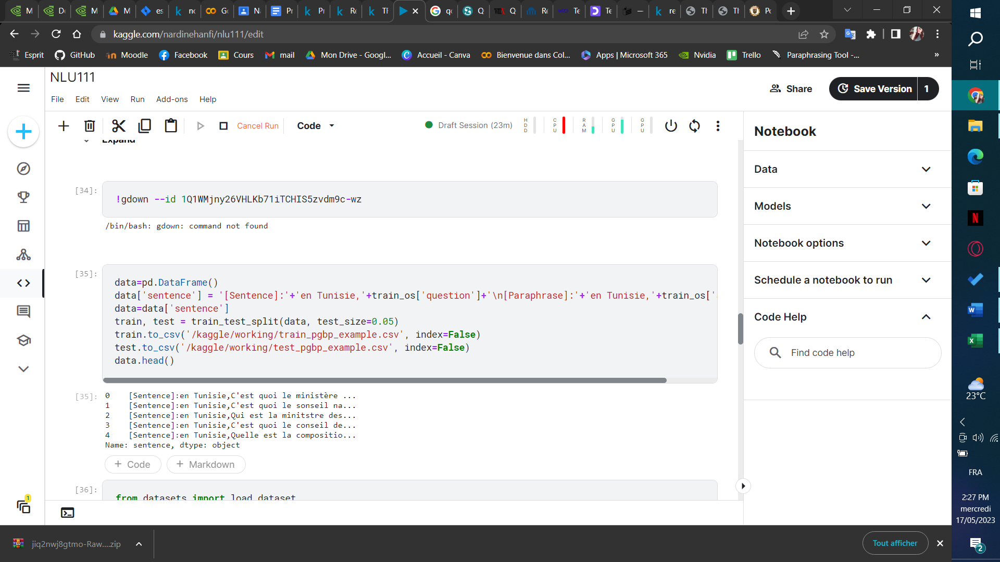 kaggle.com/nardinehanfi/nlu111/edit
Esprit GitHub Moodle Facebook Cours mail Mon Drive - Googl... Accueil - Canva Bienvenue dans Col... Apps | Microsoft 365 Nvidia Trello Paraphrasing Tool -... »
NLU111
File Edit View Run Add-ons Help
Share
Save Version 1
Cancel Run
Code
Draft Session (23m)
HDD CPU RAM GPU GPU
Expand
[34]:
!gdown --id 1Q1WMjny26VHLKb71iTCHIS5zvdm9c-wz
/bin/bash: gdown: command not found
[35]:
data=pd.DataFrame()
data['sentence'] = '[Sentence]:'+'en Tunisie,'+train_os['question']+'\n[Paraphrase]:'+'en Tunisie,'+train_os['
data=data['sentence']
train, test = train_test_split(data, test_size=0.05)
train.to_csv('/kaggle/working/train_pgbp_example.csv', index=False)
test.to_csv('/kaggle/working/test_pgbp_example.csv', index=False)
data.head()
[35]:
0 [Sentence]:en Tunisie,C'est quoi le ministère ...
1 [Sentence]:en Tunisie,C'est quoi le sonseil na...
2 [Sentence]:en Tunisie,Qui est la minitstre des...
3 [Sentence]:en Tunisie,C'est quoi le conseil de...
4 [Sentence]:en Tunisie,Quelle est la compositio...
Name: sentence, dtype: object
+ Code + Markdown
[36]:
from datasets import load_dataset
Notebook
Data
Models
Notebook options
Schedule a notebook to run
Code Help
Find code help
1
jiq2nwj8gtmo-Raw....zip
Tout afficher
23°C
FRA
2:27 PM
mercredi
17/05/2023
2